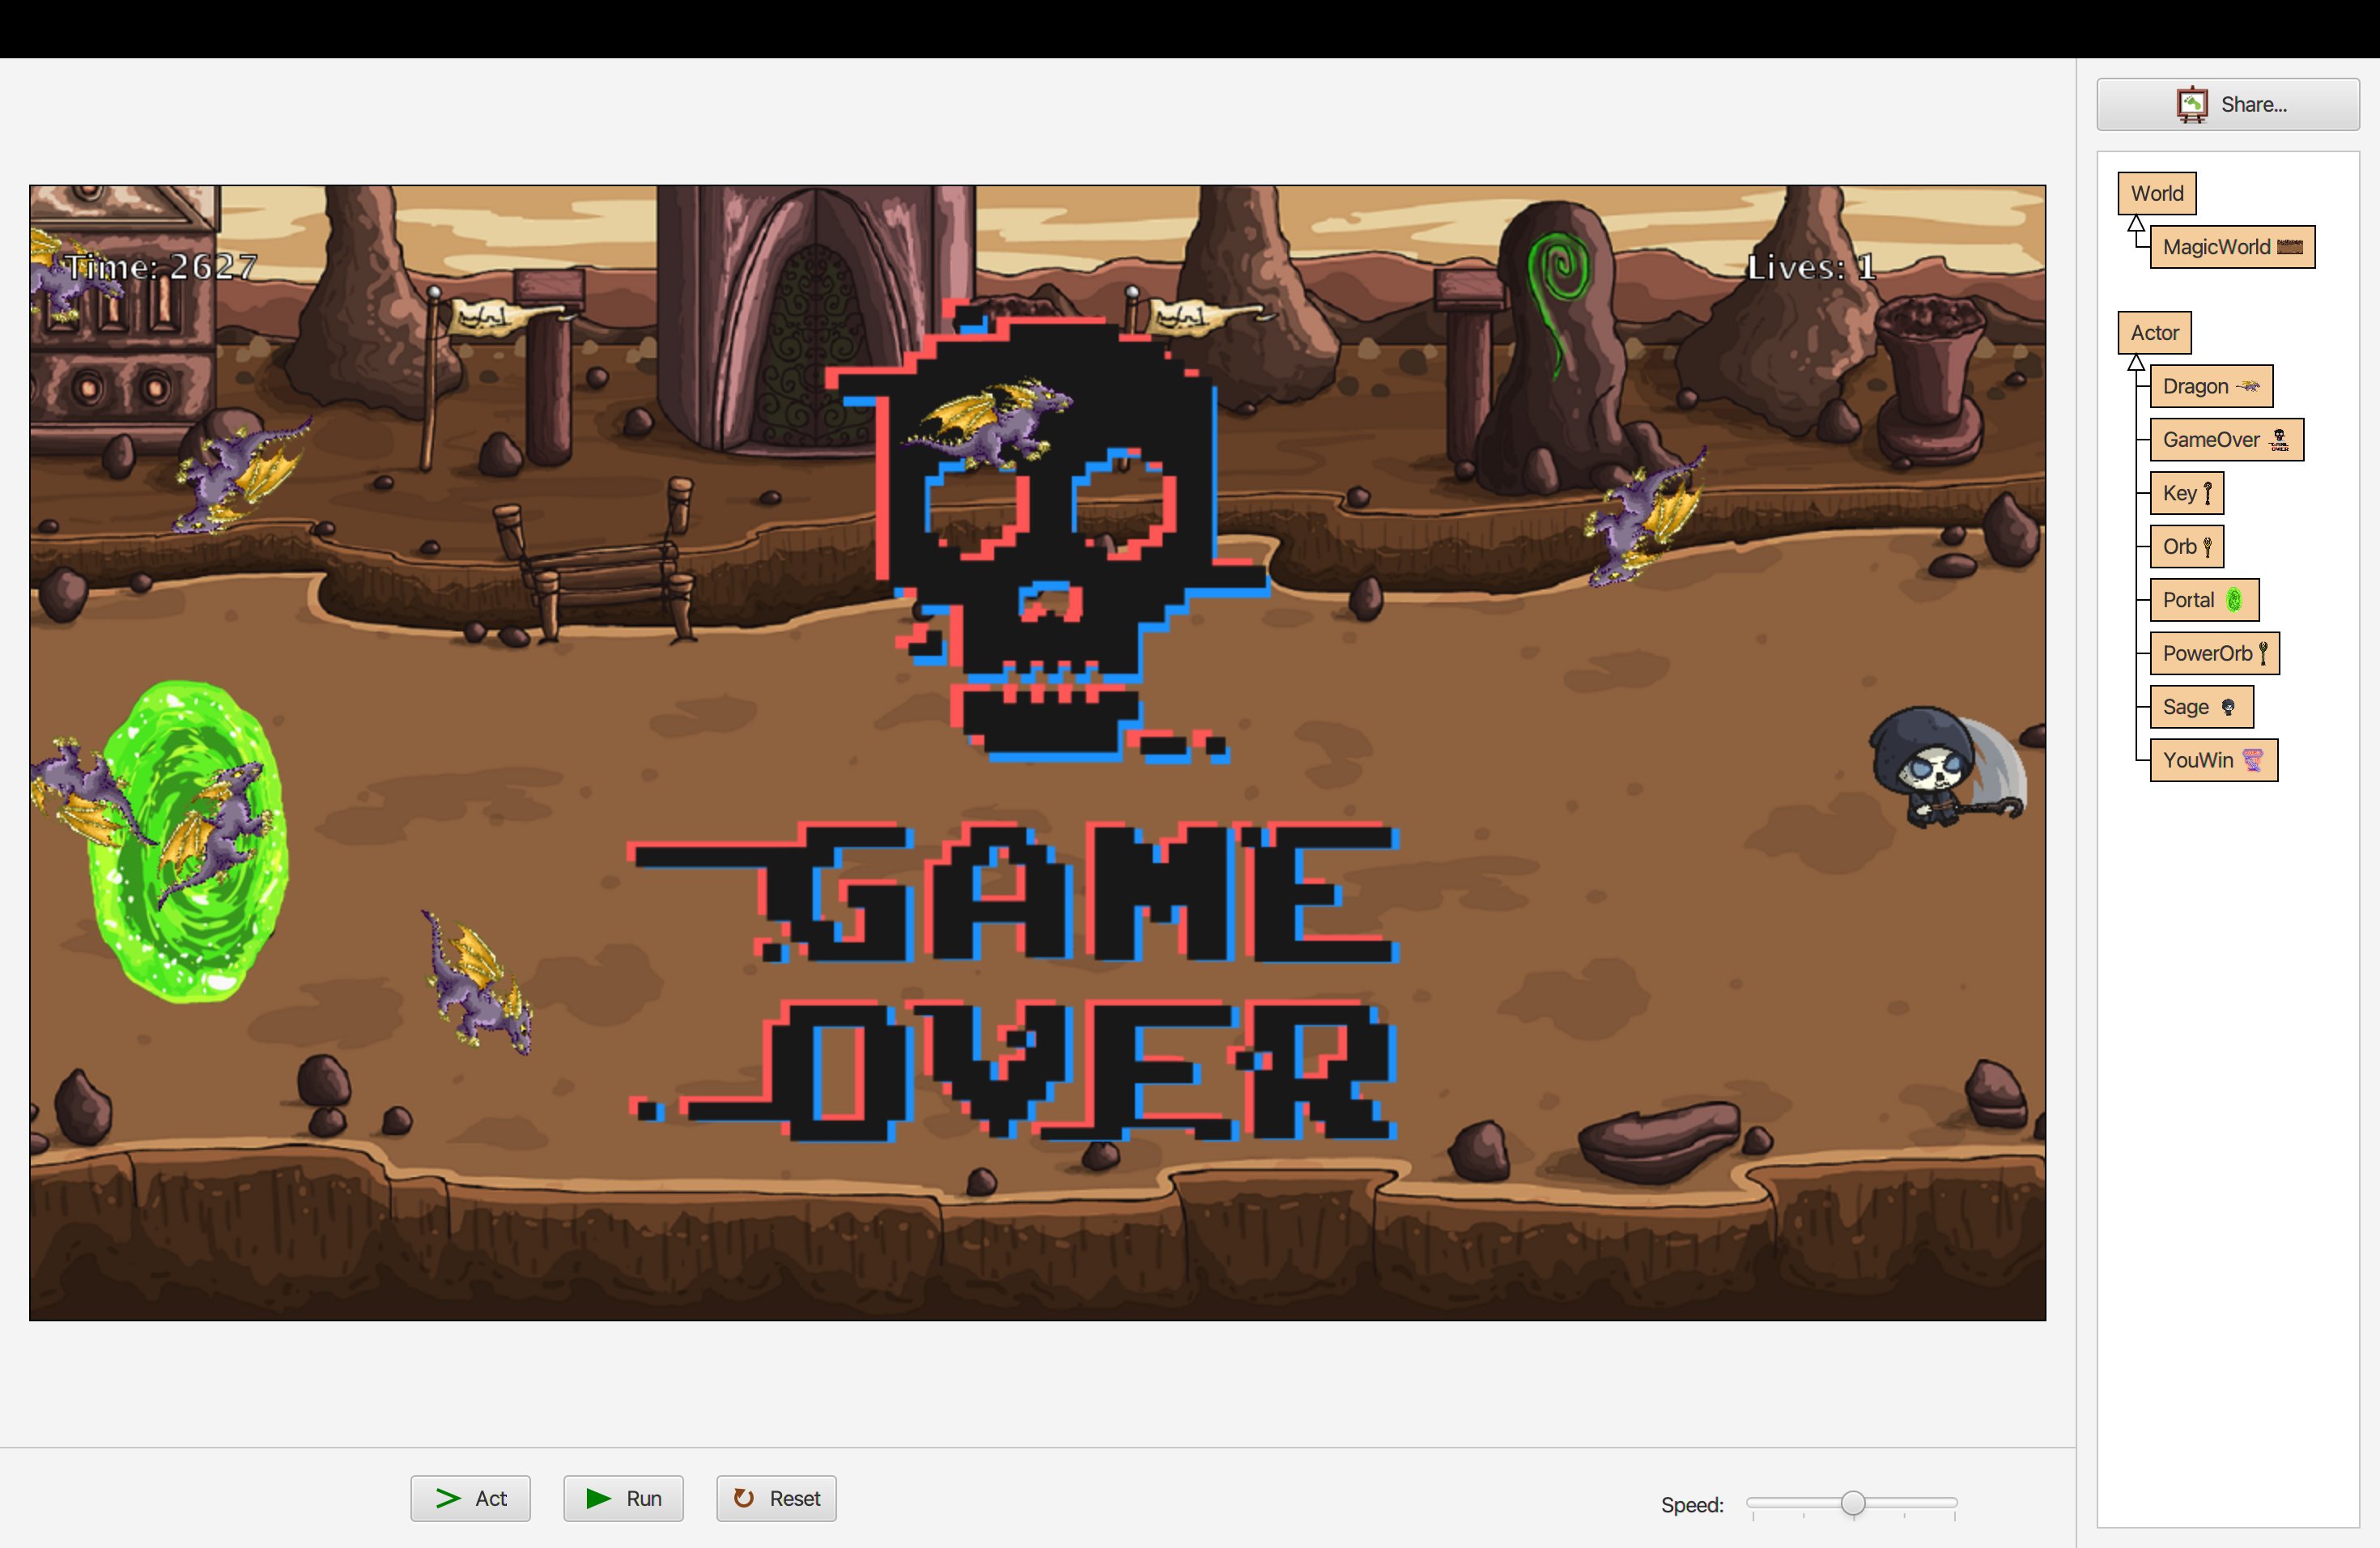 Share...
World
MagicWorld
Actor
Dragon
GameOver
Key
Orb
Portal
PowerOrb
Sage
YouWin
Time: 2627
Lives: 1
GAME
OVER
Act
Run
Reset
Speed: